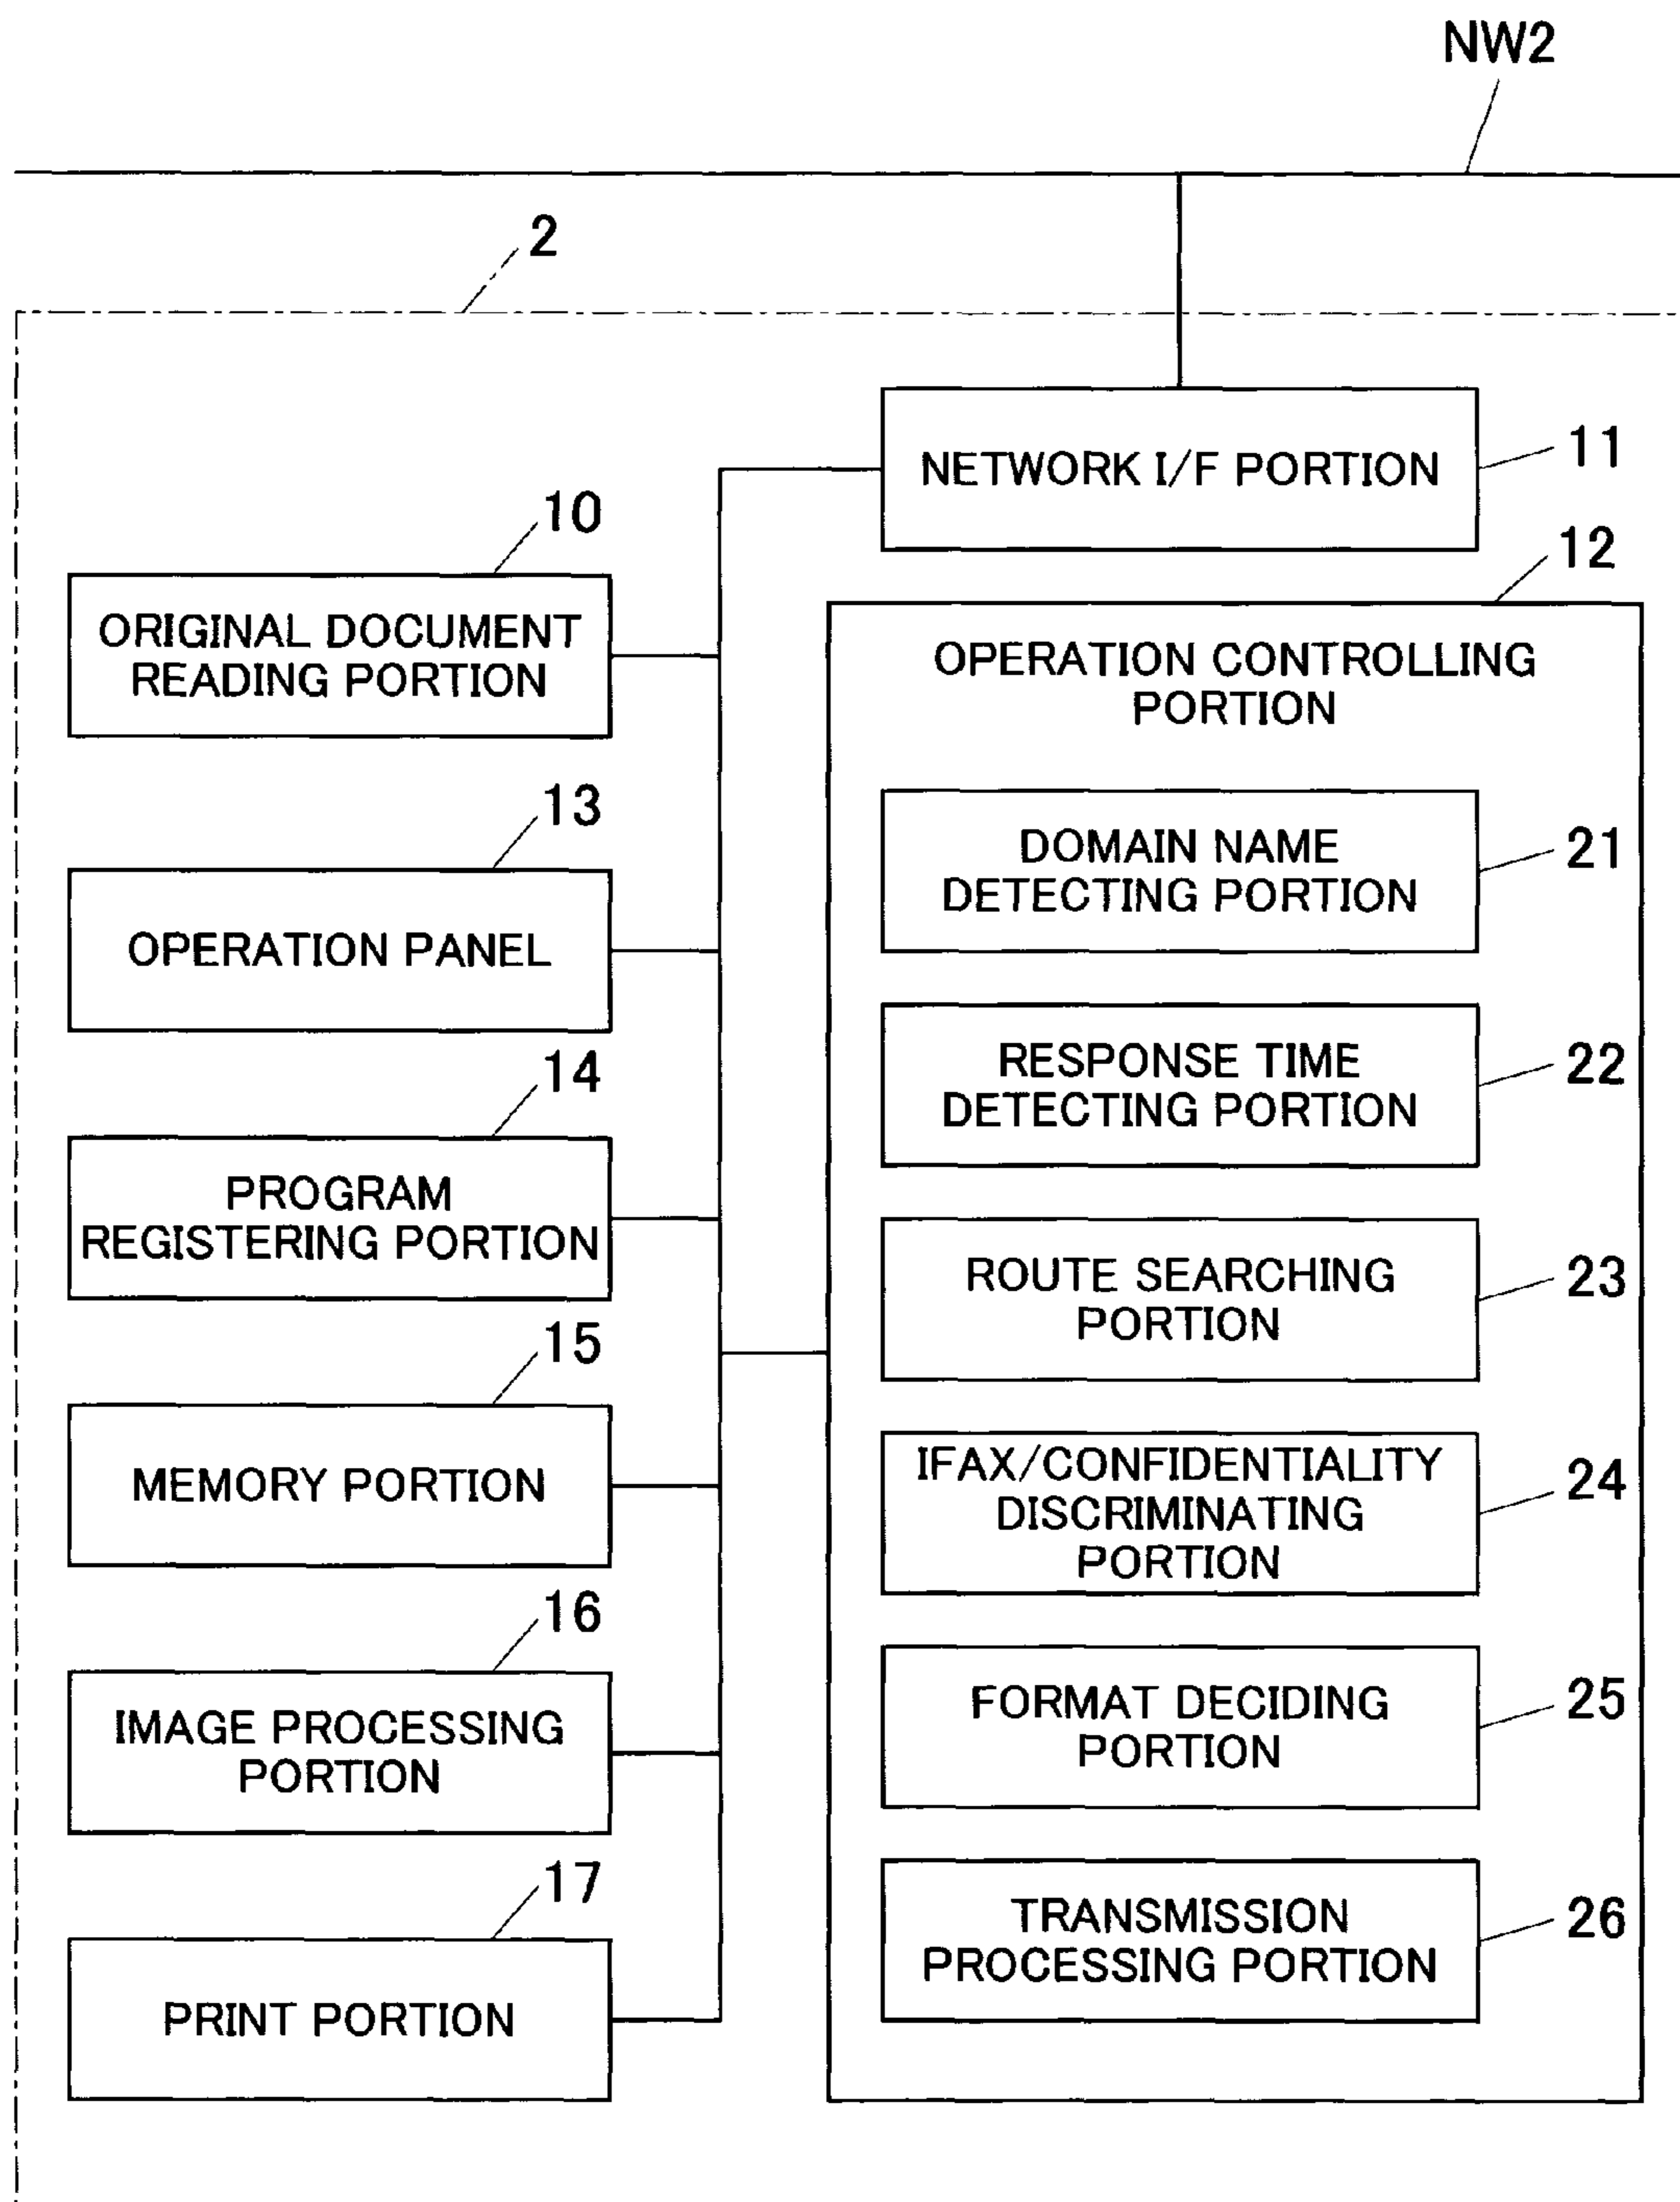 NW2
2
NETWORK I/F PORTION
11
10
ORIGINAL DOCUMENT
READING PORTION
12
OPERATION CONTROLLING
PORTION
13
OPERATION PANEL
21
DOMAIN NAME
DETECTING PORTION
14
PROGRAM
REGISTERING PORTION
22
RESPONSE TIME
DETECTING PORTION
23
ROUTE SEARCHING
PORTION
15
MEMORY PORTION
24
IFAX/CONFIDENTIALITY
DISCRIMINATING
PORTION
16
IMAGE PROCESSING
PORTION
25
FORMAT DECIDING
PORTION
17
PRINT PORTION
26
TRANSMISSION
PROCESSING PORTION